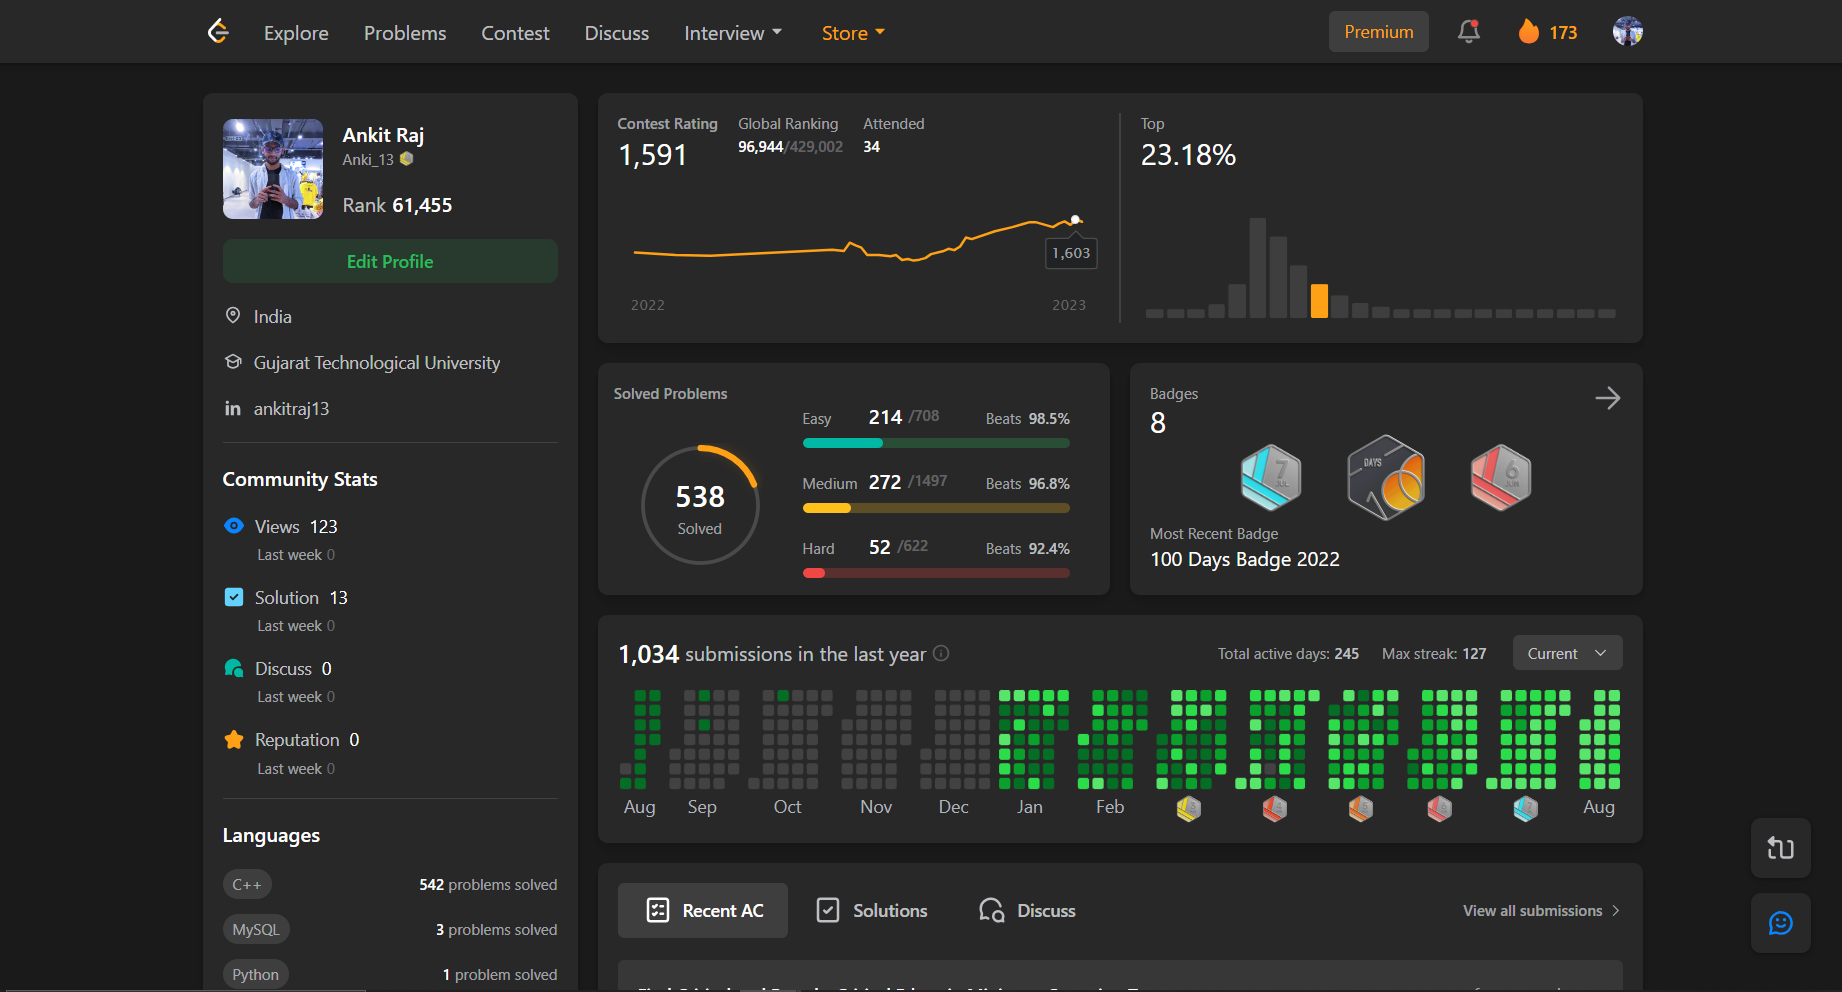 Explore Problems Contest Discuss Interview Store Premium 173
Ankit Raj
Anki_13
Rank 61,455
Edit Profile
India
Gujarat Technological University
in ankitraj13
Community Stats
Views 123
Last week 0
Solution 13
Last week 0
Discuss 0
Last week 0
Reputation 0
Last week 0
Languages
C++ 542 problems solved
MySQL 3 problems solved
Python 1 problem solved
Contest Rating Global Ranking Attended
1,591 96,944/429,002 34
1,603
2022 2023
Top
23.18%
Solved Problems
538
Solved
Easy 214 /708 Beats 98.5%
Medium 272 /1497 Beats 96.8%
Hard 52 /622 Beats 92.4%
Badges
8
7
JUL
DAYS
6
JUN
Most Recent Badge
100 Days Badge 2022
1,034 submissions in the last year Total active days: 245 Max streak: 127 Current
Aug Sep Oct Nov Dec Jan Feb Aug
Recent AC Solutions Discuss View all submissions